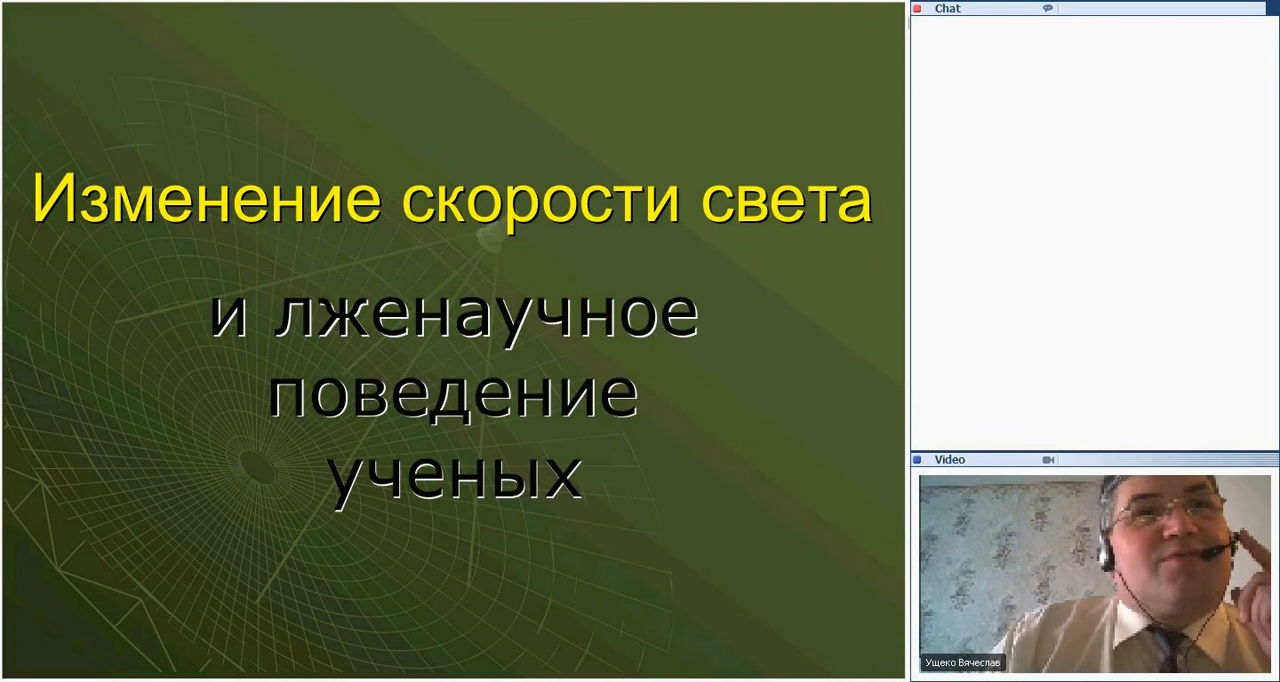 Изменение скорости света
и лженаучное
поведение
ученых
Chat
Video
Ущеко Вячеслав